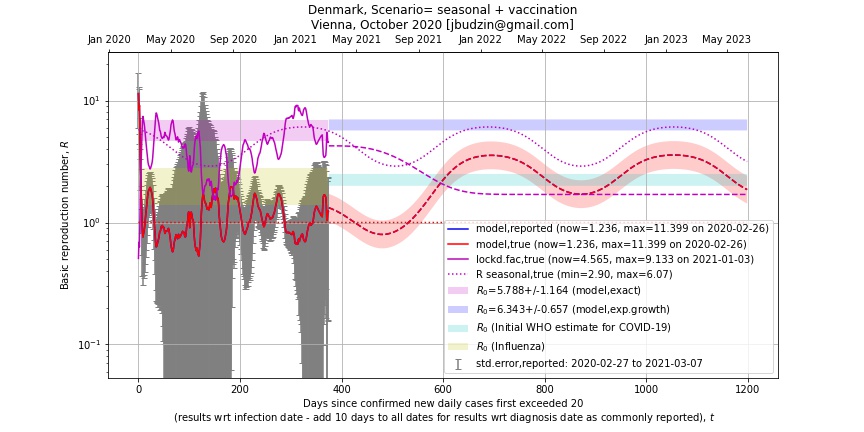 Denmark, Scenario= seasonal + vaccination
Vienna, October 2020 [jbudzin@gmail.com]
Jan 2020 May 2020 Sep 2020 Jan 2021 May 2021 Sep 2021 Jan 2022 May 2022 Sep 2022 Jan 2023 May 2023
Basic reproduction number, R
10¹
10⁰
10⁻¹
model,reported (now=1.236, max=11.399 on 2020-02-26)
model,true (now=1.236, max=11.399 on 2020-02-26)
lockd.fac,true (now=4.565, max=9.133 on 2021-01-03)
R seasonal,true (min=2.90, max=6.07)
R₀=5.788+/-1.164 (model,exact)
R₀=6.343+/-0.657 (model,exp.growth)
R₀ (Initial WHO estimate for COVID-19)
R₀ (Influenza)
std.error,reported: 2020-02-27 to 2021-03-07
0 200 400 600 800 1000 1200
Days since confirmed new daily cases first exceeded 20
(results wrt infection date - add 10 days to all dates for results wrt diagnosis date as commonly reported), t